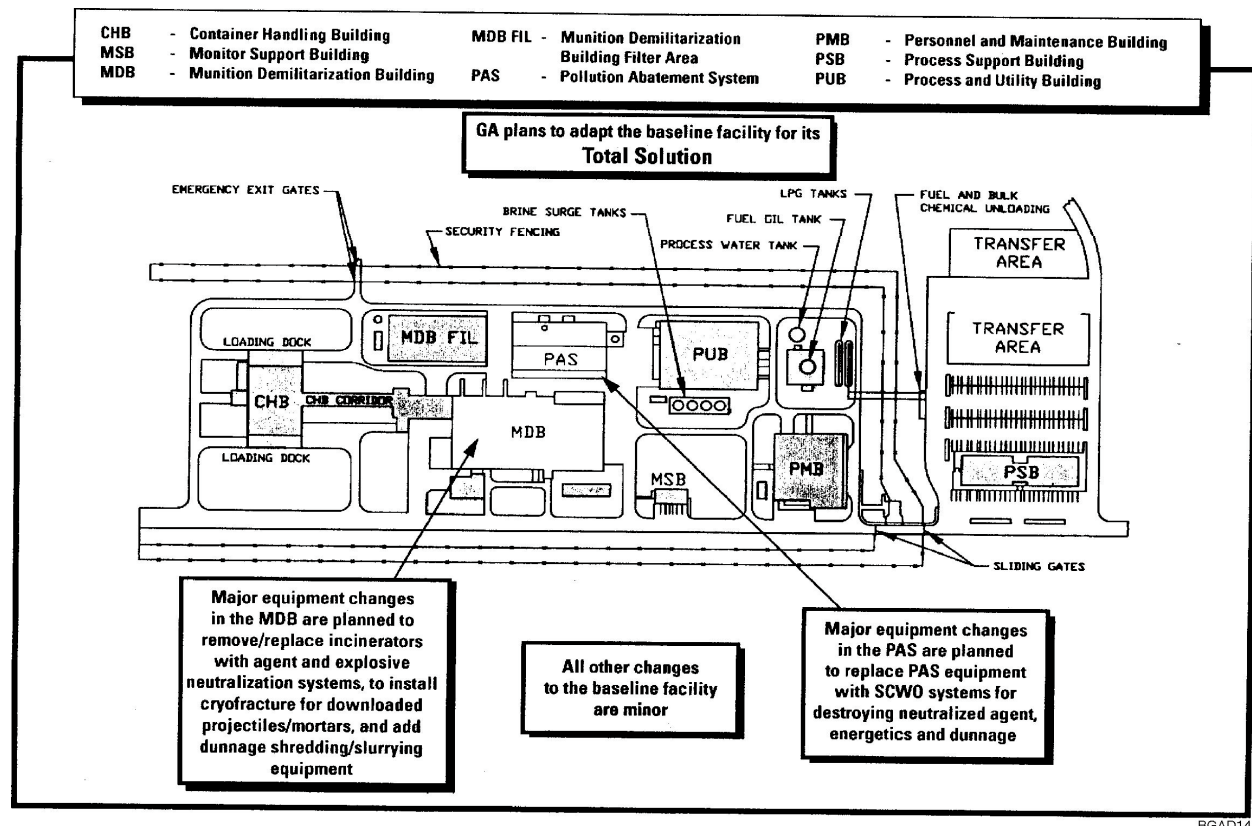 CHB - Container Handling Building
MSB - Monitor Support Building
MDB - Munition Demilitarization Building
MDB FIL - Munition Demilitarization
Building Filter Area
PAS - Pollution Abatement System
PMB - Personnel and Maintenance Building
PSB - Process Support Building
PUB - Process and Utility Building
GA plans to adapt the baseline facility for its
Total Solution
EMERGENCY EXIT GATES
SECURITY FENCING
BRINE SURGE TANKS
PROCESS WATER TANK
FUEL OIL TANK
LPG TANKS
FUEL AND BULK
CHEMICAL UNLOADING
TRANSFER
AREA
TRANSFER
AREA
LOADING DOCK
MDB FIL
PAS
PUB
CHB
CHB CORRIDOR
MDB
LOADING DOCK
MSB
PMB
PSB
SLIDING GATES
Major equipment changes
in the MDB are planned to
remove/replace incinerators
with agent and explosive
neutralization systems, to install
cryofracture for downloaded
projectiles/mortars, and add
dunnage shredding/slurrying
equipment
All other changes
to the baseline facility
are minor
Major equipment changes
in the PAS are planned
to replace PAS equipment
with SCWO systems for
destroying neutralized agent,
energetics and dunnage
BGAD14